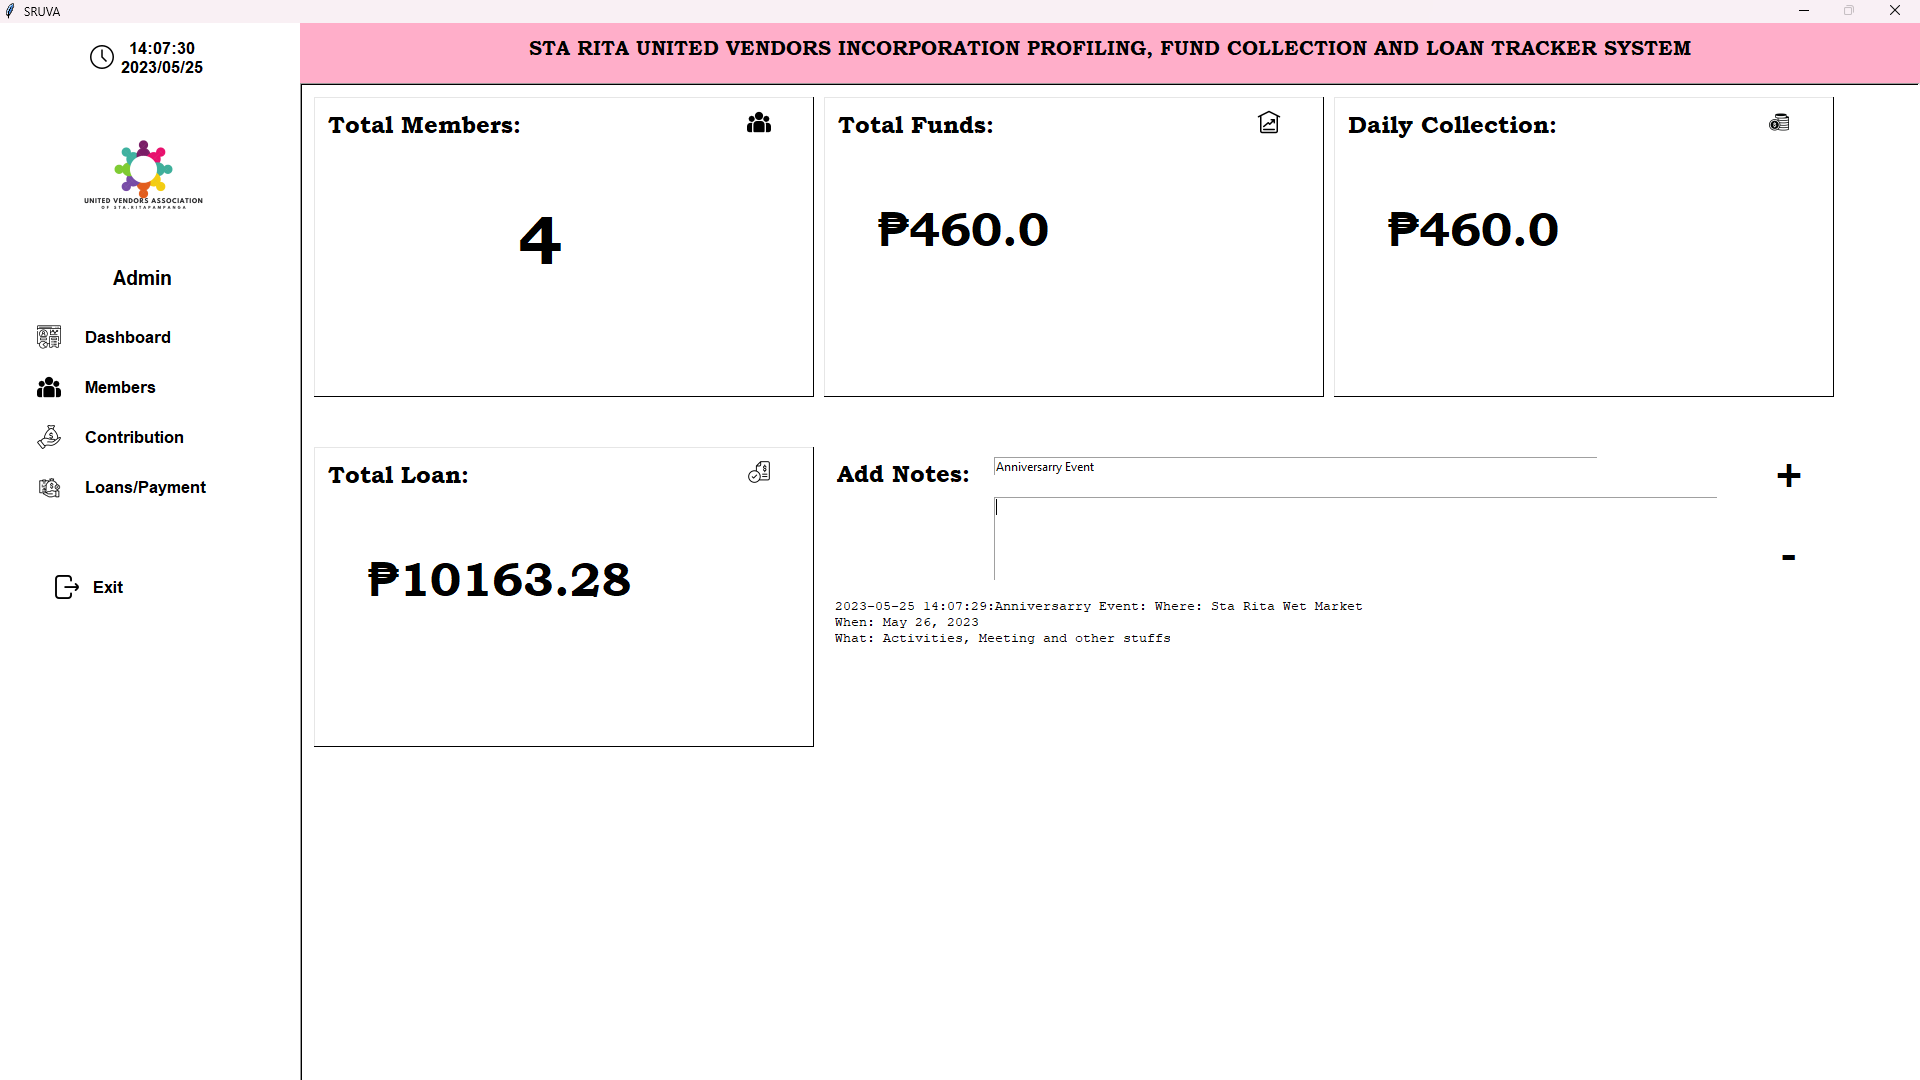 SRUVA
14:07:30
2023/05/25
STA RITA UNITED VENDORS INCORPORATION PROFILING, FUND COLLECTION AND LOAN TRACKER SYSTEM
UNITED VENDORS ASSOCIATION
OF STA.RITAPAMPANGA
Admin
Dashboard
Members
Contribution
Loans/Payment
Exit
Total Members:
4
Total Funds:
₱460.0
Daily Collection:
₱460.0
Total Loan:
₱10163.28
Add Notes:
Anniversarry Event
+
-
2023-05-25 14:07:29:Anniversarry Event: Where: Sta Rita Wet Market
When: May 26, 2023
What: Activities, Meeting and other stuffs